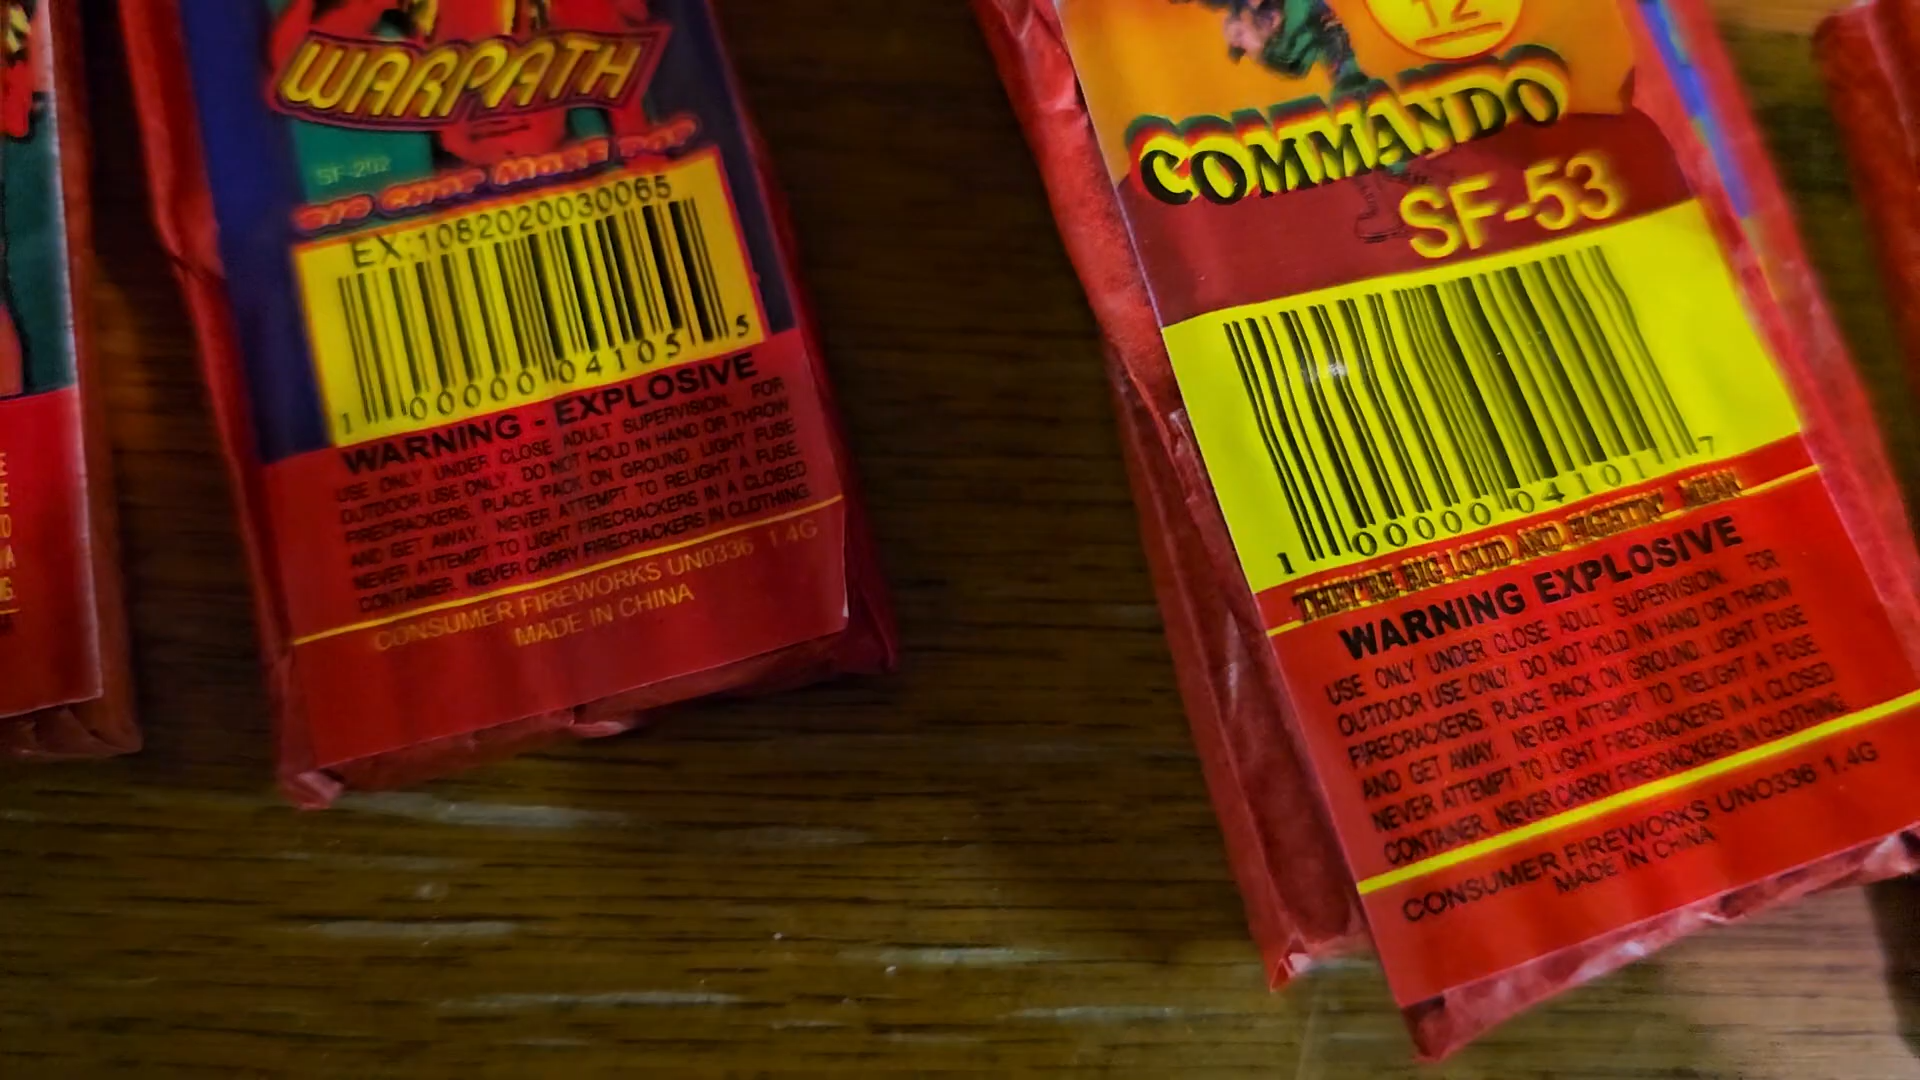 WARPATH
SF-202
BIG SHOT MORE POP
EX:1082020030065
1 00000 04105 5
WARNING - EXPLOSIVE
USE ONLY UNDER CLOSE ADULT SUPERVISION. FOR
OUTDOOR USE ONLY. DO NOT HOLD IN HAND OR THROW
FIRECRACKERS. PLACE PACK ON GROUND. LIGHT FUSE
AND GET AWAY. NEVER ATTEMPT TO RELIGHT A FUSE.
NEVER ATTEMPT TO LIGHT FIRECRACKERS IN A CLOSED
CONTAINER. NEVER CARRY FIRECRACKERS IN CLOTHING.
CONSUMER FIREWORKS UN0336 1.4G
MADE IN CHINA
12
COMMANDO
SF-53
1 00000 04101 7
THEY'RE BIG LOUD AND FIGHTIN' MEAN
WARNING EXPLOSIVE
USE ONLY UNDER CLOSE ADULT SUPERVISION. FOR
OUTDOOR USE ONLY. DO NOT HOLD IN HAND OR THROW
FIRECRACKERS. PLACE PACK ON GROUND. LIGHT FUSE
AND GET AWAY. NEVER ATTEMPT TO RELIGHT A FUSE.
NEVER ATTEMPT TO LIGHT FIRECRACKERS IN A CLOSED
CONTAINER. NEVER CARRY FIRECRACKERS IN CLOTHING.
CONSUMER FIREWORKS UN0336 1.4G
MADE IN CHINA